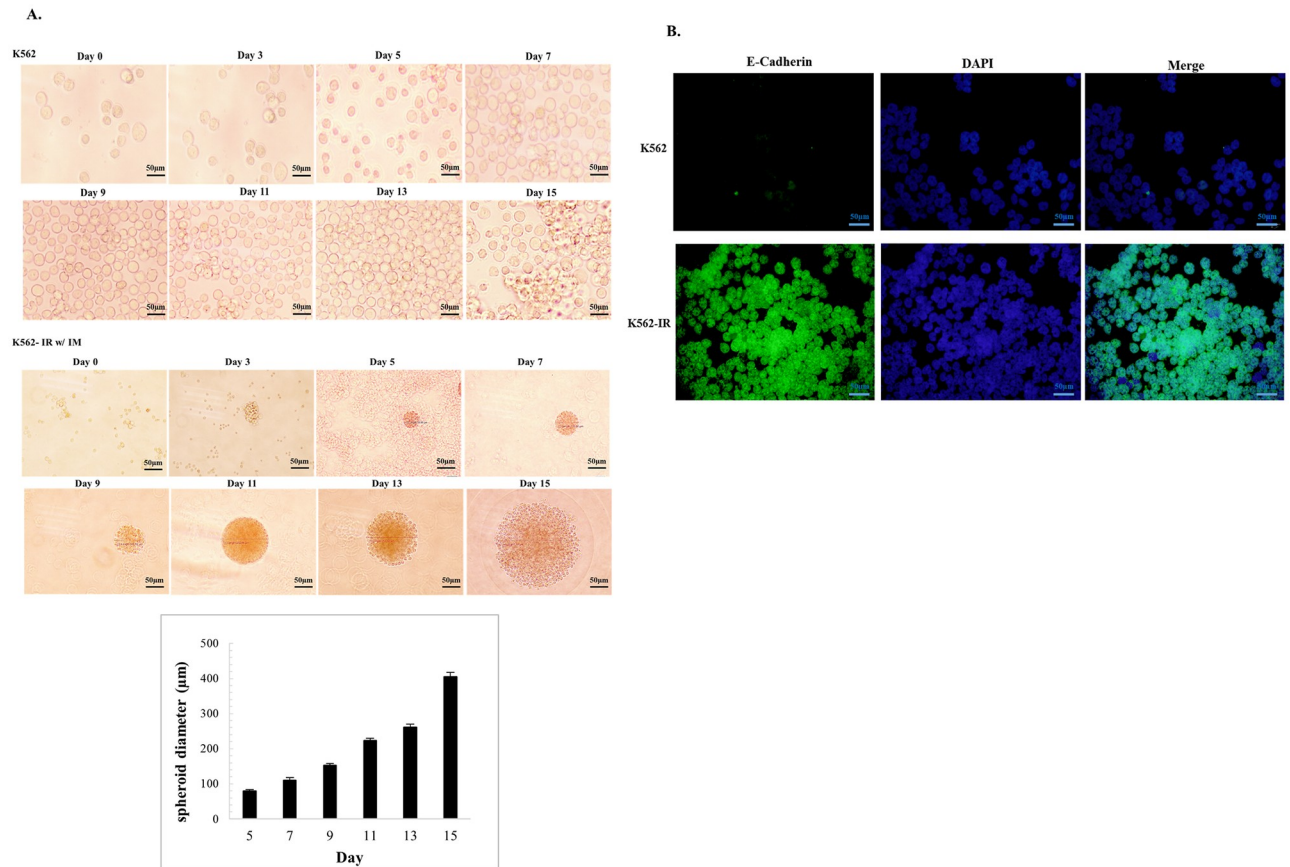 A.
K562
Day 0 Day 3 Day 5 Day 7
50µm 50µm 50µm 50µm
Day 9 Day 11 Day 13 Day 15
50µm 50µm 50µm 50µm
K562- IR w/ IM
Day 0 Day 3 Day 5 Day 7
50µm 50µm 50µm 50µm
Day 9 Day 11 Day 13 Day 15
50µm 50µm 50µm 50µm
spheroid diameter (µm)
500
400
300
200
100
0
5 7 9 11 13 15
Day
B.
E-Cadherin DAPI Merge
K562
50µm 50µm 50µm
K562-IR
50µm 50µm